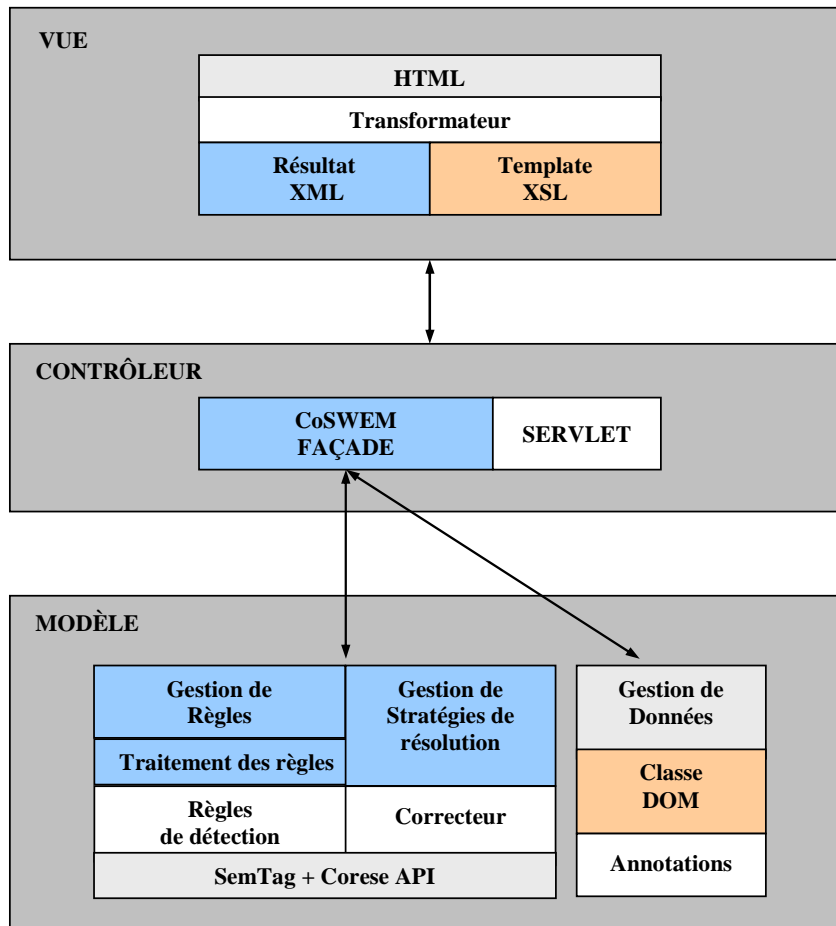 VUE
HTML
Transformateur
Résultat
XML
Template
XSL
CONTRÔLEUR
CoSWEM
FAÇADE
SERVLET
MODÈLE
Gestion de
Règles
Traitement des règles
Règles
de détection
Gestion de
Stratégies de
résolution
Correcteur
SemTag + Corese API
Gestion de
Données
Classe
DOM
Annotations